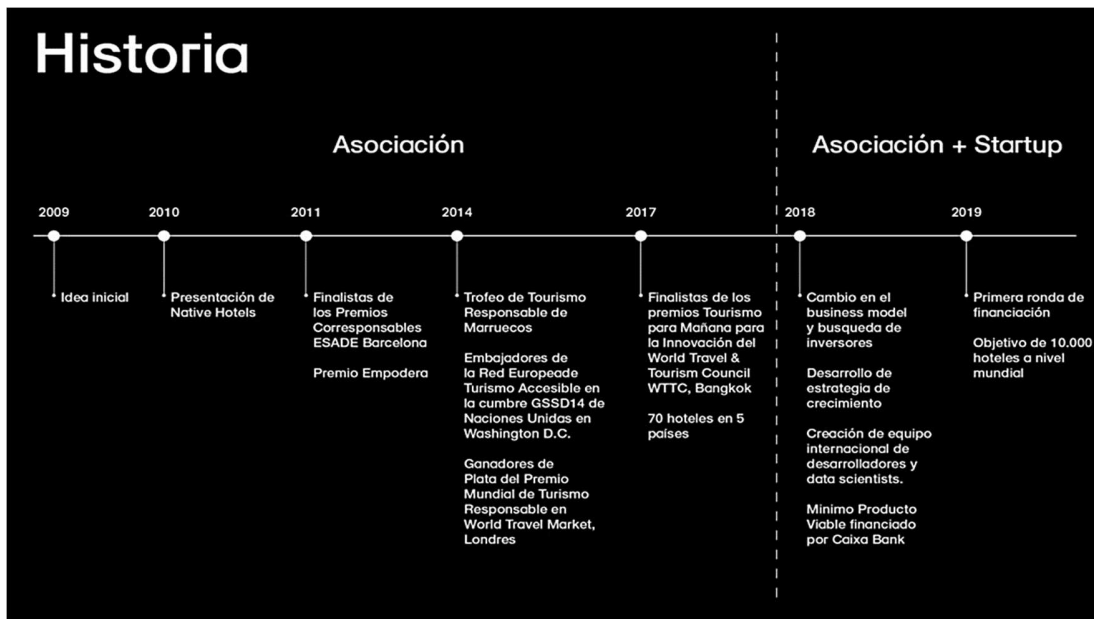 Historia
Asociación
Asociación + Startup
2009
2010
2011
2014
2017
2018
2019
Idea inicial
Presentación de
Native Hotels
Finalistas de
los Premios
Corresponsables
ESADE Barcelona
Premio Empodera
Trofeo de Tourismo
Responsable de
Marruecos
Embajadores de
la Red Europeade
Turismo Accesible en
la cumbre GSSD14 de
Naciones Unidas en
Washington D.C.
Ganadores de
Plata del Premio
Mundial de Turismo
Responsable en
World Travel Market,
Londres
Finalistas de los
premios Tourismo
para Mañana para
la Innovación del
World Travel &
Tourism Council
WTTC, Bangkok
70 hoteles en 5
países
Cambio en el
business model
y busqueda de
inversores
Desarrollo de
estrategia de
crecimiento
Creación de equipo
internacional de
desarrolladores y
data scientists.
Minimo Producto
Viable financiado
por Caixa Bank
Primera ronda de
financiación
Objetivo de 10.000
hoteles a nivel
mundial